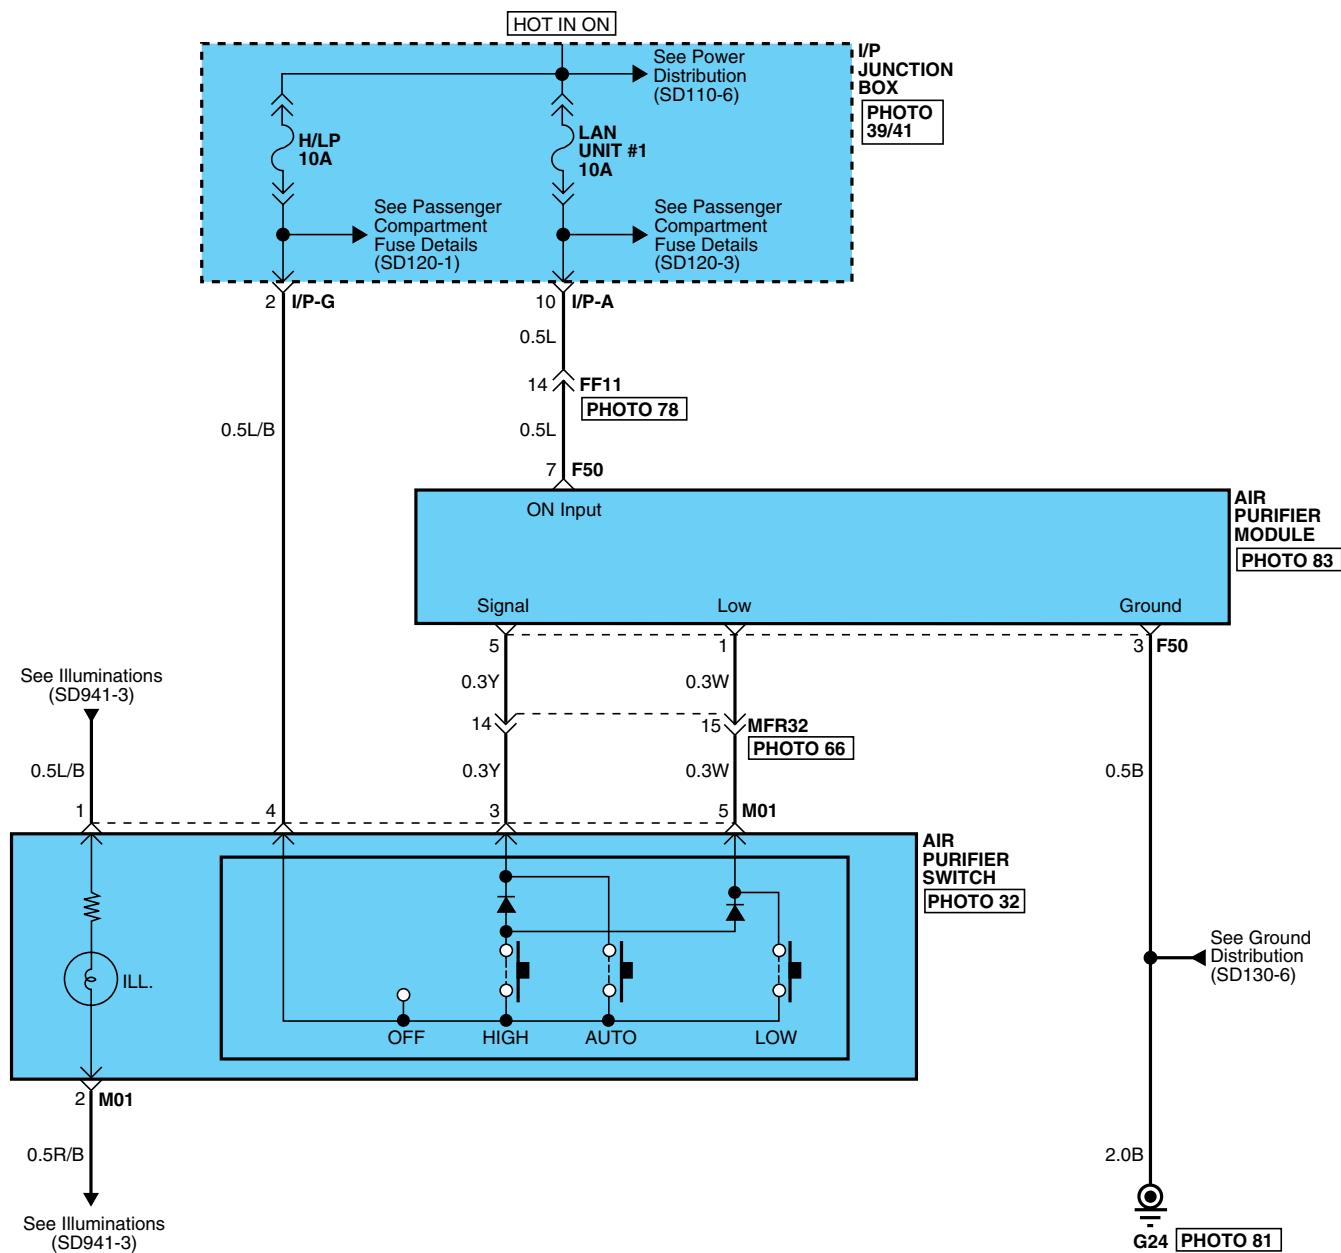 HOT IN ON
See Power
Distribution
(SD110-6)
I/P
JUNCTION
BOX
PHOTO
39/41
H/LP
10A
LAN
UNIT #1
10A
See Passenger
Compartment
Fuse Details
(SD120-1)
See Passenger
Compartment
Fuse Details
(SD120-3)
2 I/P-G
10 I/P-A
0.5L
14 FF11
PHOTO 78
0.5L/B
0.5L
7 F50
ON Input
AIR
PURIFIER
MODULE
PHOTO 83
Signal
Low
Ground
5
1
3 F50
See Illuminations
(SD941-3)
0.3Y
0.3W
14
15 MFR32
PHOTO 66
0.5L/B
0.3Y
0.3W
0.5B
1
4
3
5 M01
AIR
PURIFIER
SWITCH
PHOTO 32
ILL.
OFF
HIGH
AUTO
LOW
See Ground
Distribution
(SD130-6)
2 M01
0.5R/B
2.0B
See Illuminations
(SD941-3)
G24 PHOTO 81